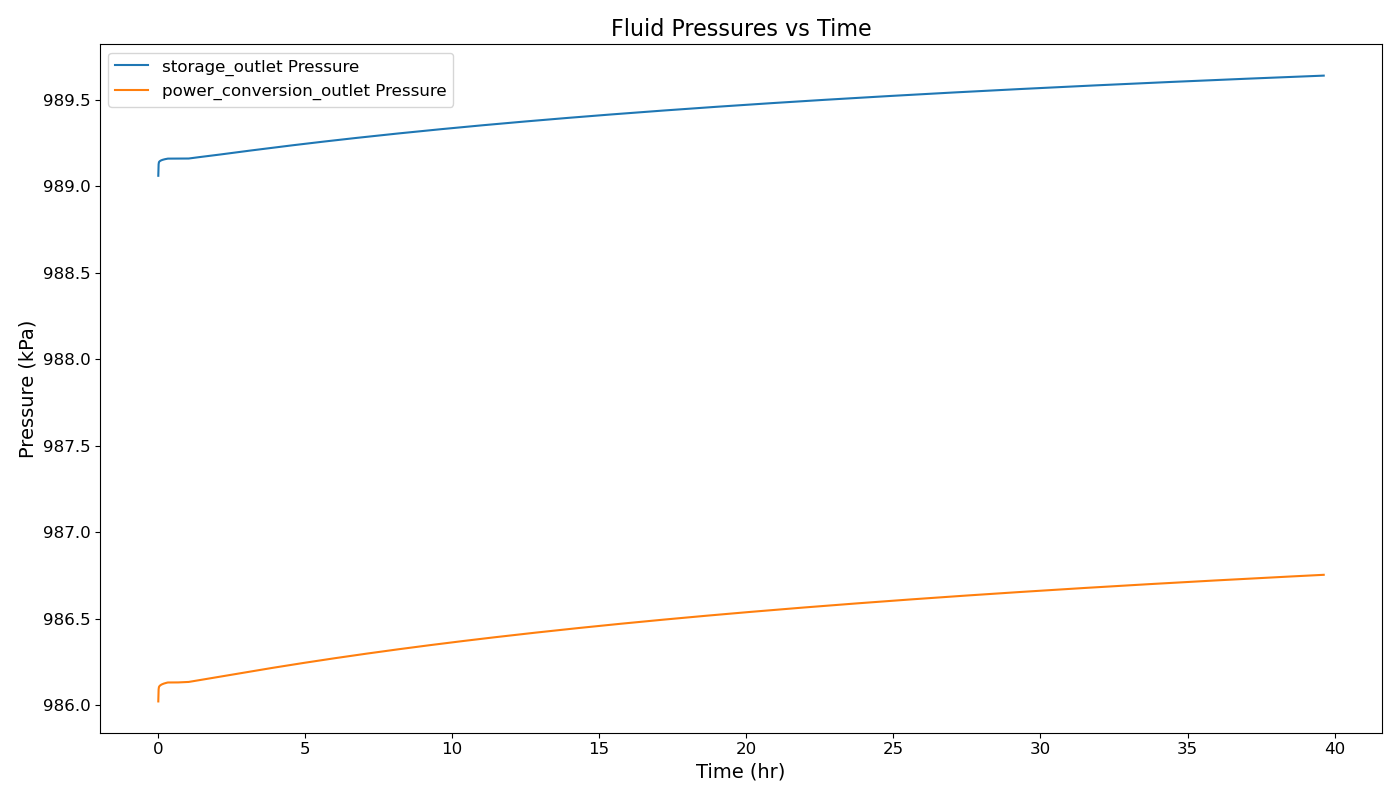 Fluid Pressures vs Time
storage_outlet Pressure
power_conversion_outlet Pressure
Pressure (kPa)
989.5
989.0
988.5
988.0
987.5
987.0
986.5
986.0
0 5 10 15 20 25 30 35 40
Time (hr)